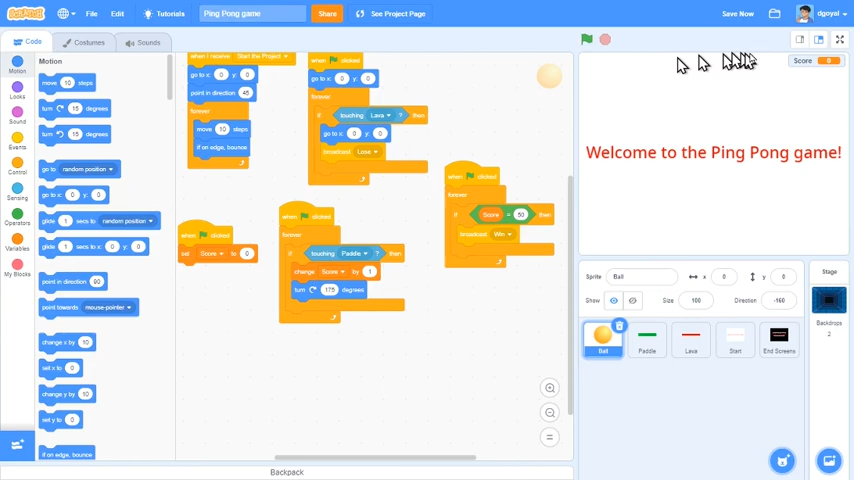 SCRATCH File Edit Tutorials Ping Pong game Share See Project Page Save Now dgoyal
Code Costumes Sounds
Motion
Looks
Sound
Events
Control
Sensing
Operators
Variables
My Blocks
Motion
move 10 steps
turn 15 degrees
turn 15 degrees
go to random position
go to x: 0 y: 0
glide 1 secs to random position
glide 1 secs to x: 0 y: 0
point in direction 90
point towards mouse-pointer
change x by 10
set x to 0
change y by 10
set y to 0
if on edge, bounce
when I receive Start the Project
go to x: 0 y: 0
point in direction 45
forever
move 10 steps
if on edge, bounce
when clicked
go to x: 0 y: 0
forever
if touching Lava ? then
go to x: 0 y: 0
broadcast Lose
when clicked
forever
if Score = 50 then
broadcast Win
when clicked
set Score to 0
when clicked
forever
if touching Paddle ? then
change Score by 1
turn 175 degrees
Score 0
Welcome to the Ping Pong game!
Sprite Ball x 0 y 0
Show Size 100 Direction -160
Ball Paddle Lava Start End Screens
Stage
Backdrops
2
Backpack